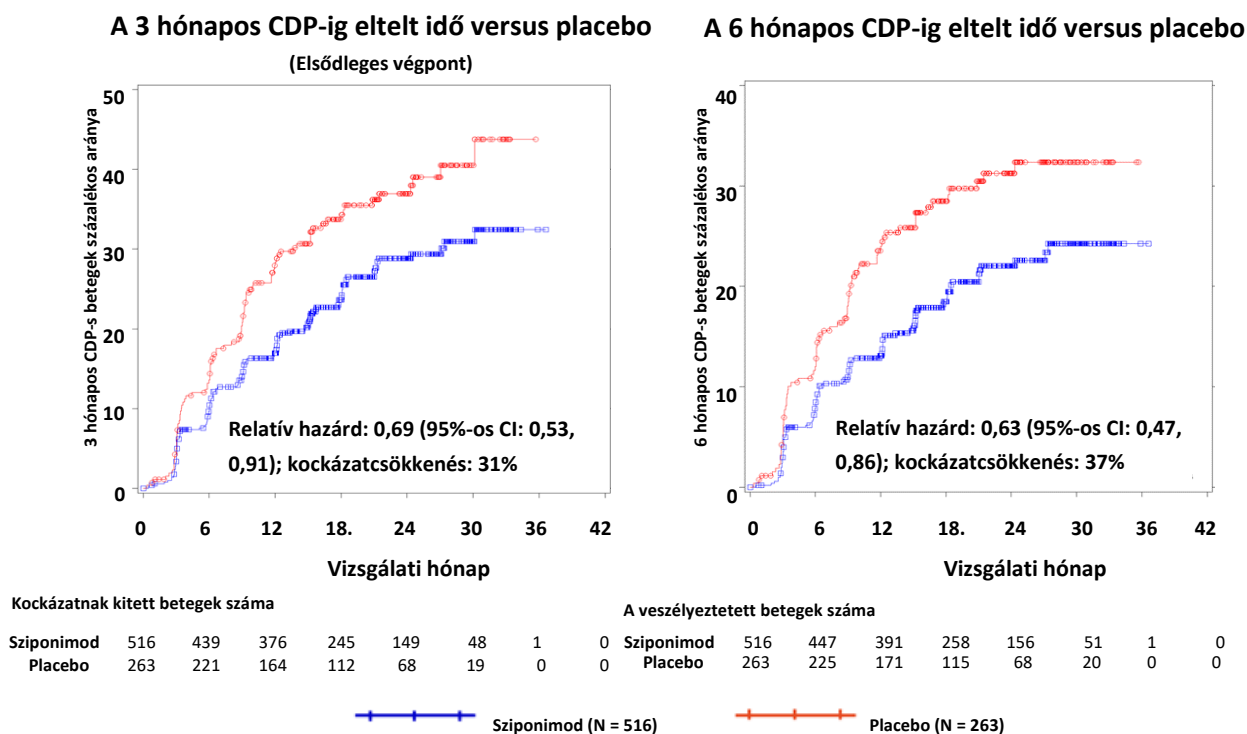 A 3 hónapos CDP-ig eltelt idő versus placebo
(Elsődleges végpont)
3 hónapos CDP-s betegek százalékos aránya
50
40
30
20
10
0
Relatív hazárd: 0,69 (95%-os CI: 0,53,
0,91); kockázatcsökkenés: 31%
0 6 12 18. 24 30 36 42
Vizsgálati hónap
A 6 hónapos CDP-ig eltelt idő versus placebo
6 hónapos CDP-s betegek százalékos aránya
40
30
20
10
0
Relatív hazárd: 0,63 (95%-os CI: 0,47,
0,86); kockázatcsökkenés: 37%
0 6 12 18. 24 30 36 42
Vizsgálati hónap
Kockázatnak kitett betegek száma
Sziponimod 516 439 376 245 149 48 1 0
Placebo 263 221 164 112 68 19 0 0
A veszélyeztetett betegek száma
Sziponimod 516 447 391 258 156 51 1 0
Placebo 263 225 171 115 68 20 0 0
Sziponimod (N = 516)
Placebo (N = 263)